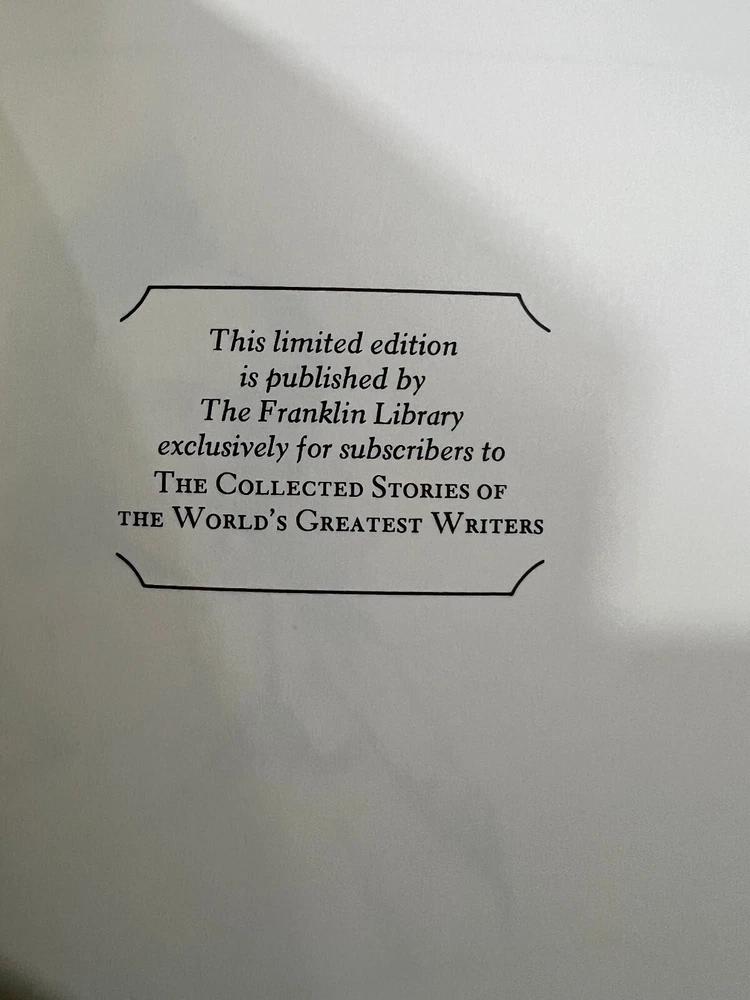 This limited edition
is published by
The Franklin Library
exclusively for subscribers to
The Collected Stories of
the World's Greatest Writers